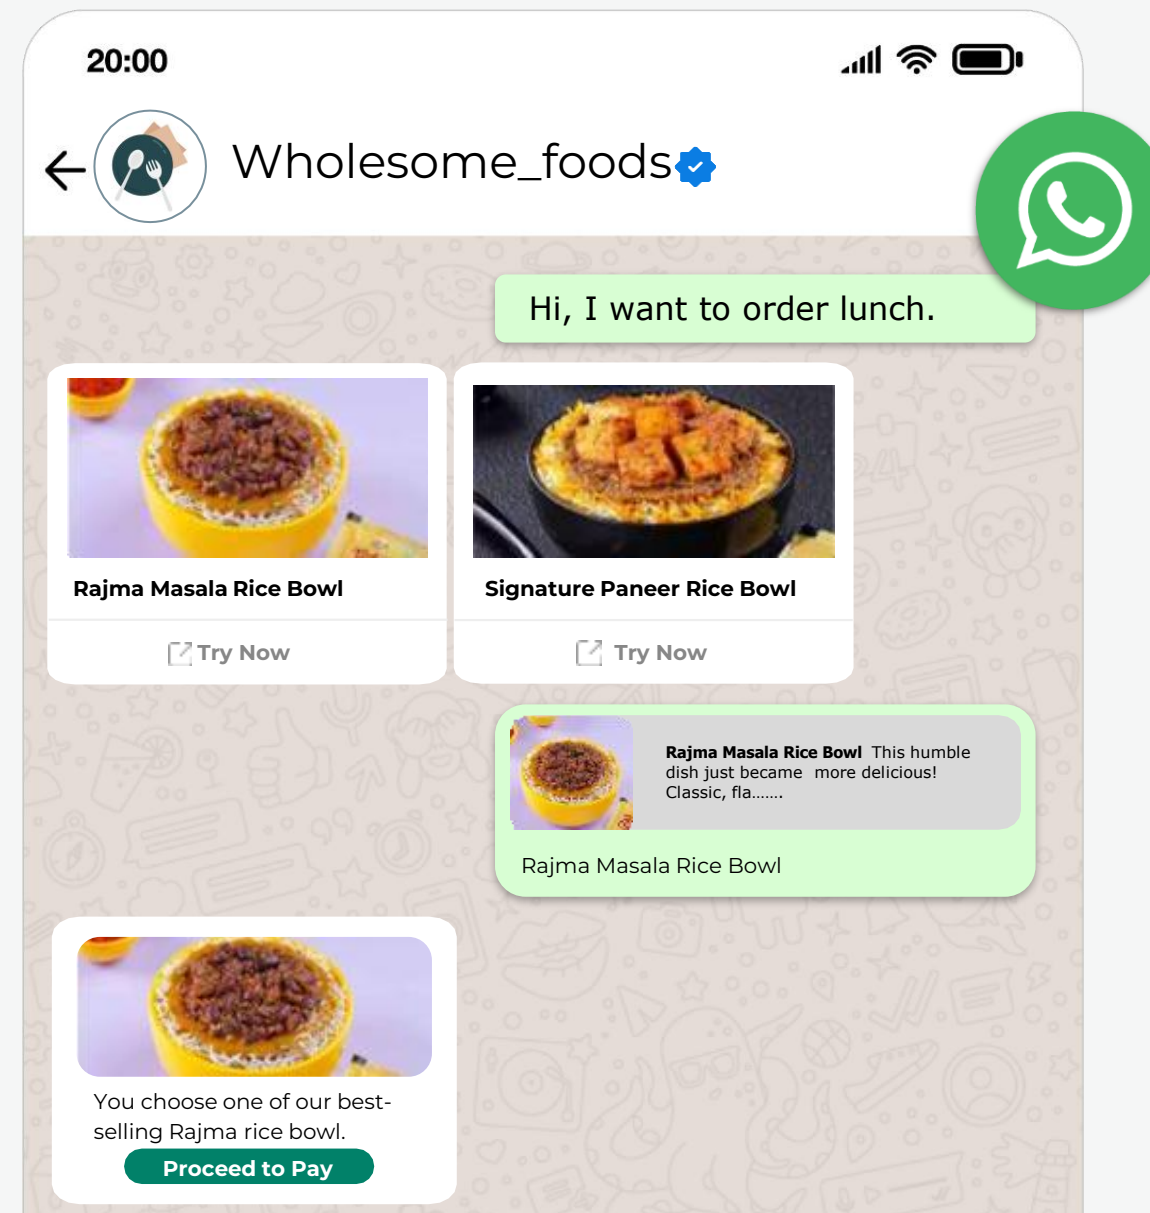 20:00
Wholesome_foods
Hi, I want to order lunch.
Rajma Masala Rice Bowl
Try Now
Signature Paneer Rice Bowl
Try Now
Rajma Masala Rice Bowl This humble
dish just became more delicious!
Classic, fla.......
Rajma Masala Rice Bowl
You choose one of our best-
selling Rajma rice bowl.
Proceed to Pay